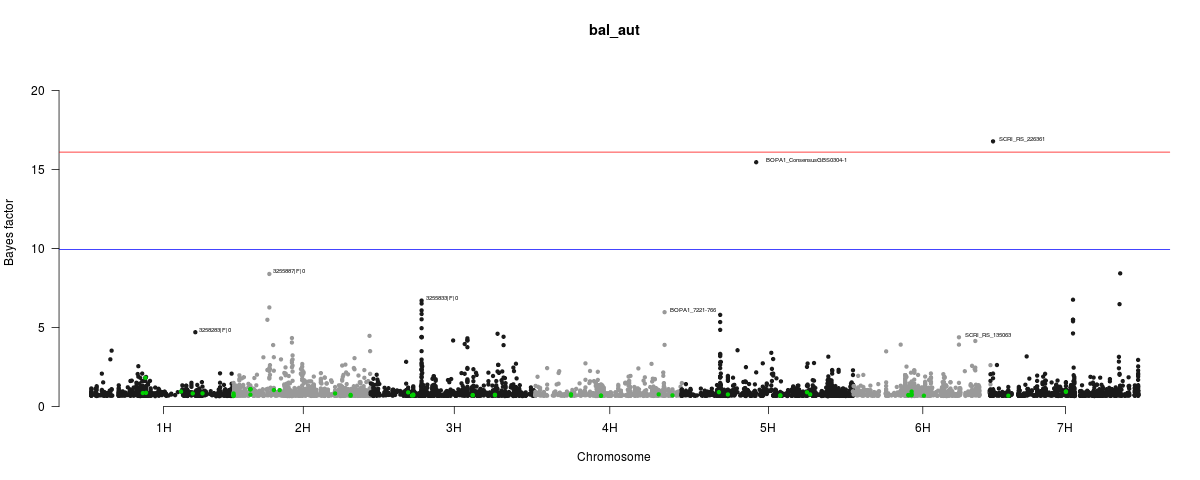 bal_aut
20
15
10
5
0
Bayes factor
SCRI_RS_226361
BOPA1_ConsensusGBS0304-1
3255887|F|0
3255833|F|0
BOPA1_7221-766
3258283|F|0
SCRI_RS_135063
1H 2H 3H 4H 5H 6H 7H
Chromosome